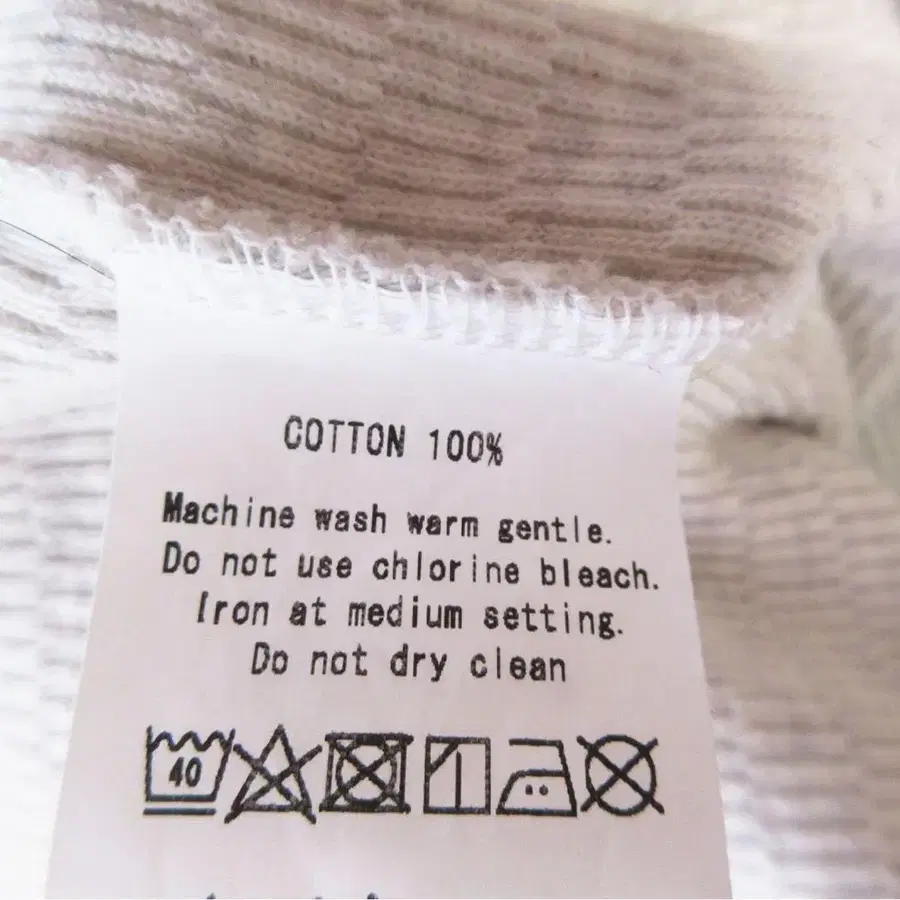 COTTON 100%
Machine wash warm gentle.
Do not use chlorine bleach.
Iron at medium setting.
Do not dry clean
40